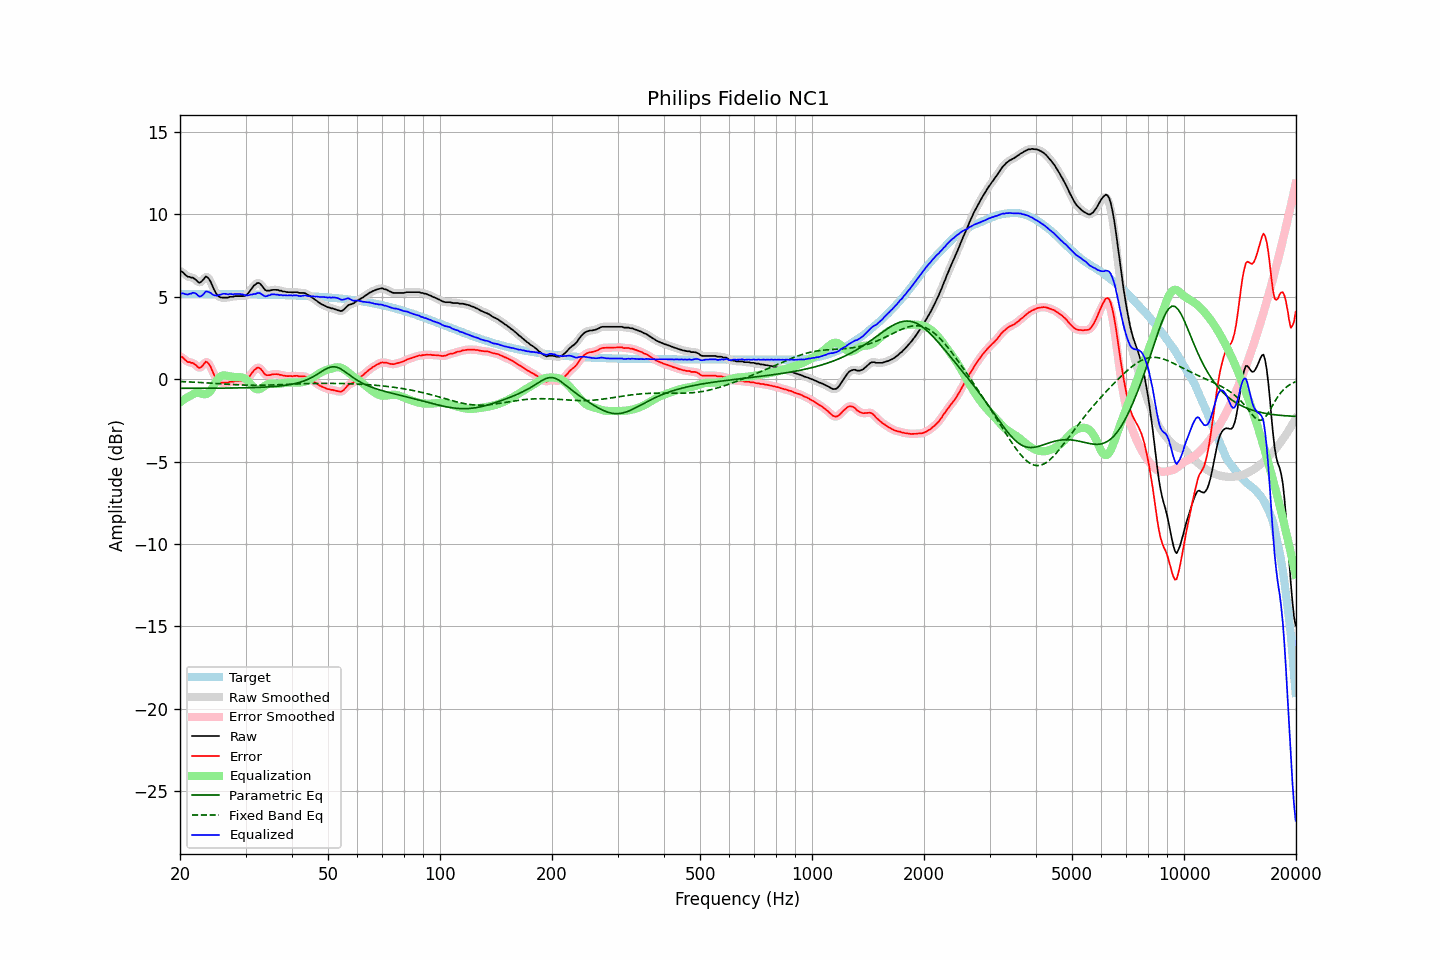 Philips Fidelio NC1
15
10
5
0
−5
−10
−15
−20
−25
Amplitude (dBr)
Target
Raw Smoothed
Error Smoothed
Raw
Error
Equalization
Parametric Eq
Fixed Band Eq
Equalized
20 50 100 200 500 1000 2000 5000 10000 20000
Frequency (Hz)